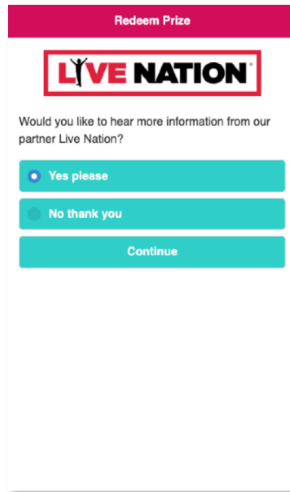 Redeem Prize
LIVE NATION
Would you like to hear more information from our
partner Live Nation?
Yes please
No thank you
Continue